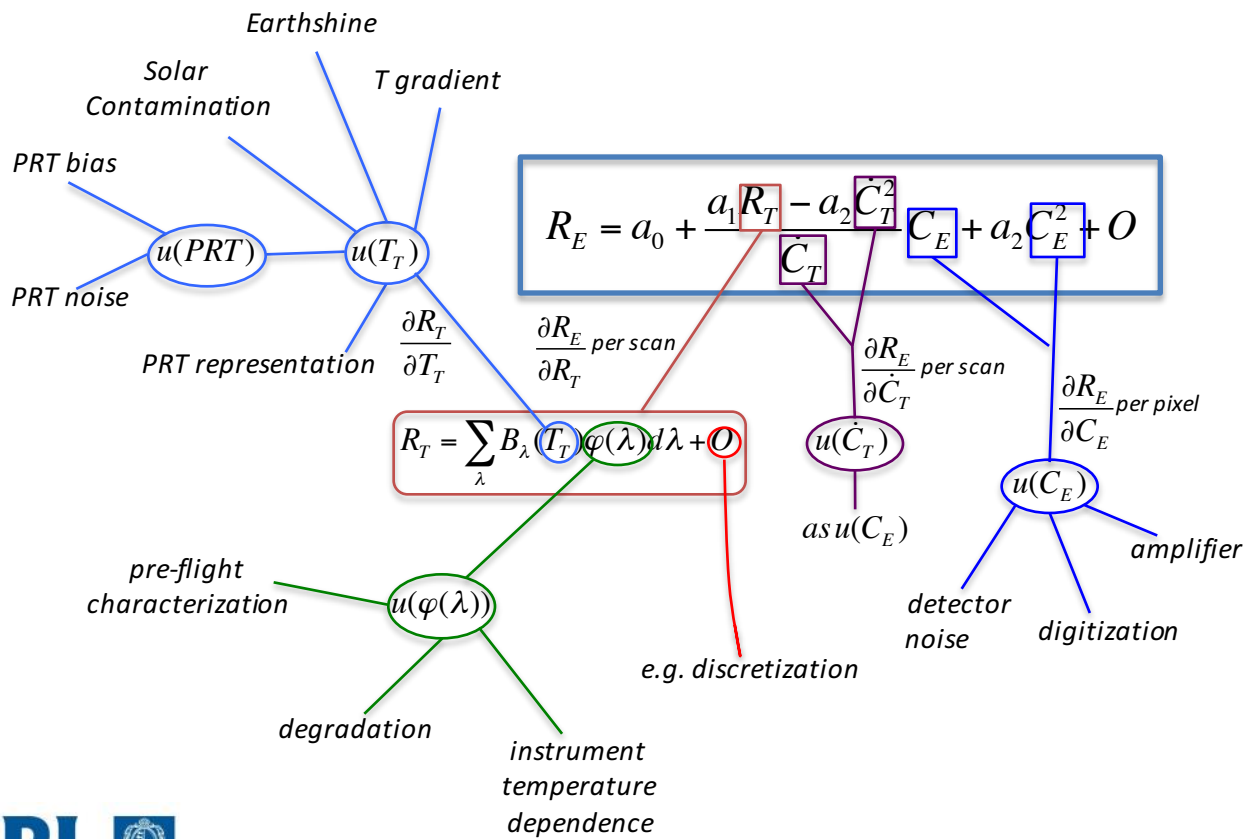 Earthshine
Solar
Contamination
T gradient
PRT bias
PRT noise
u(PRT)
u(T_T)
PRT representation
R_E = a_0 + (a_1 R_T − a_2 Ċ_T^2) / Ċ_T C_E + a_2 C_E^2 + O
∂R_T / ∂T_T
∂R_E / ∂R_T per scan
∂R_E / ∂Ċ_T per scan
∂R_E / ∂C_E per pixel
R_T = ∑_λ B_λ(T_T)φ(λ)dλ + O
u(Ċ_T)
as u(C_E)
u(C_E)
amplifier
detector
noise
digitization
pre-flight
characterization
u(φ(λ))
e.g. discretization
degradation
instrument
temperature
dependence